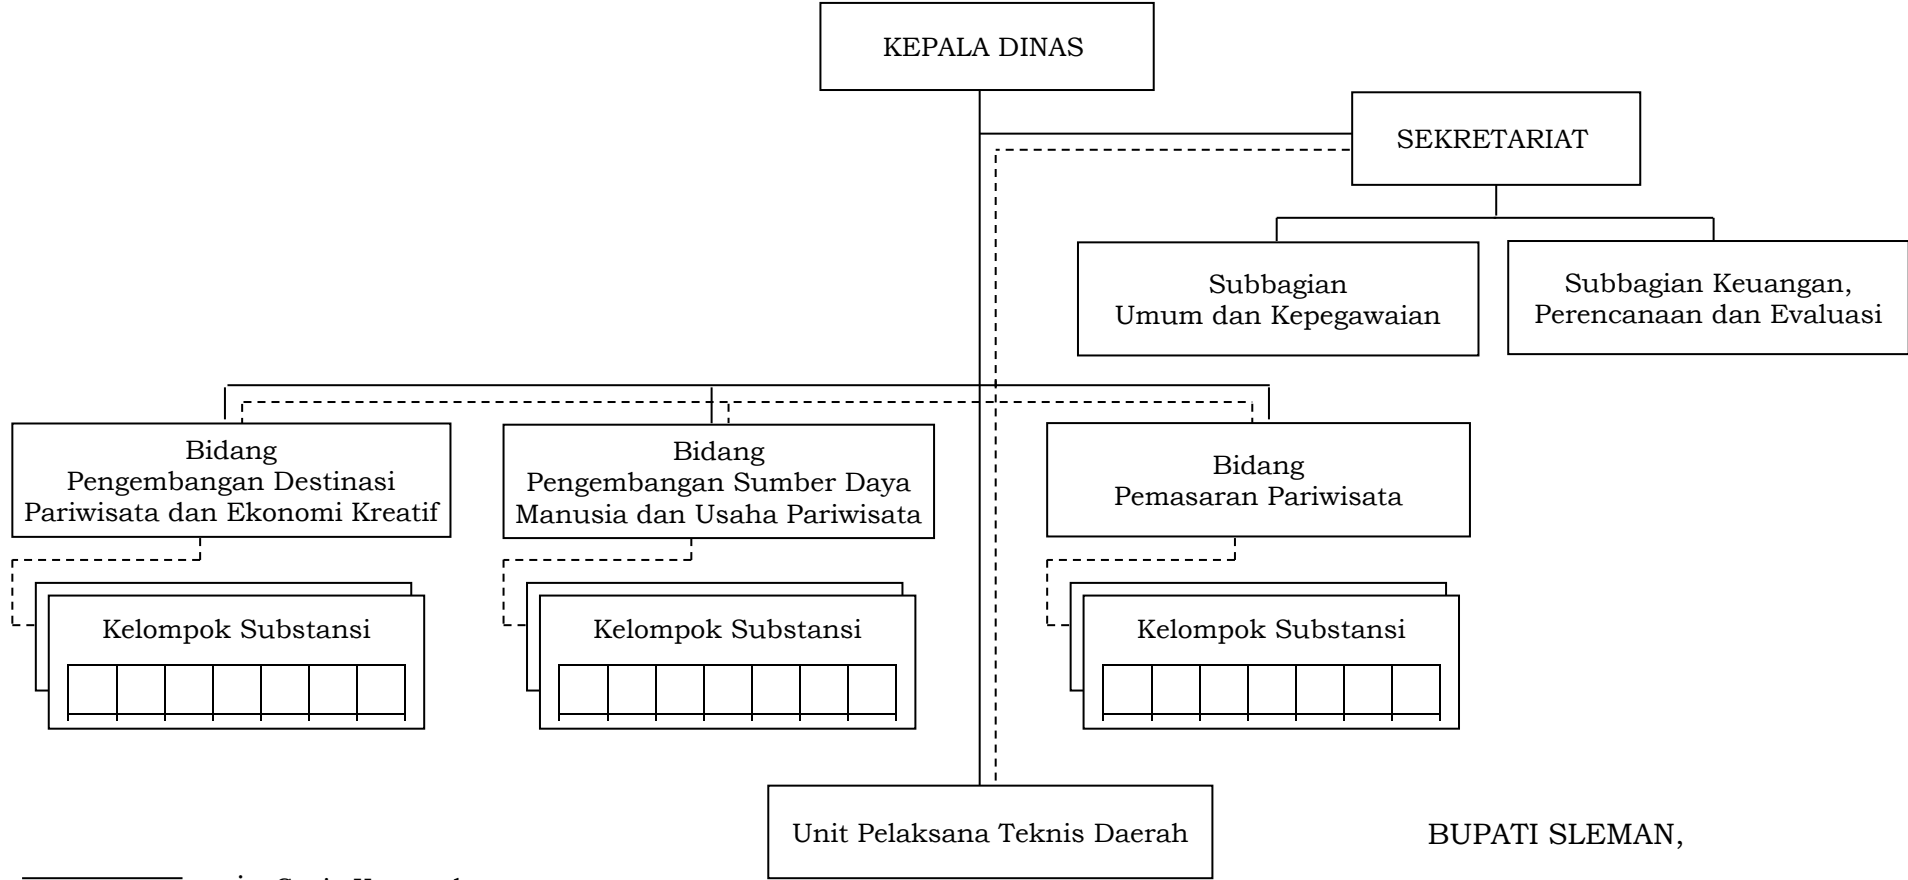 KEPALA DINAS
SEKRETARIAT
Subbagian
Umum dan Kepegawaian
Subbagian Keuangan,
Perencanaan dan Evaluasi
Bidang
Pengembangan Destinasi
Pariwisata dan Ekonomi Kreatif
Bidang
Pengembangan Sumber Daya
Manusia dan Usaha Pariwisata
Bidang
Pemasaran Pariwisata
Kelompok Substansi
Kelompok Substansi
Kelompok Substansi
Unit Pelaksana Teknis Daerah
BUPATI SLEMAN,